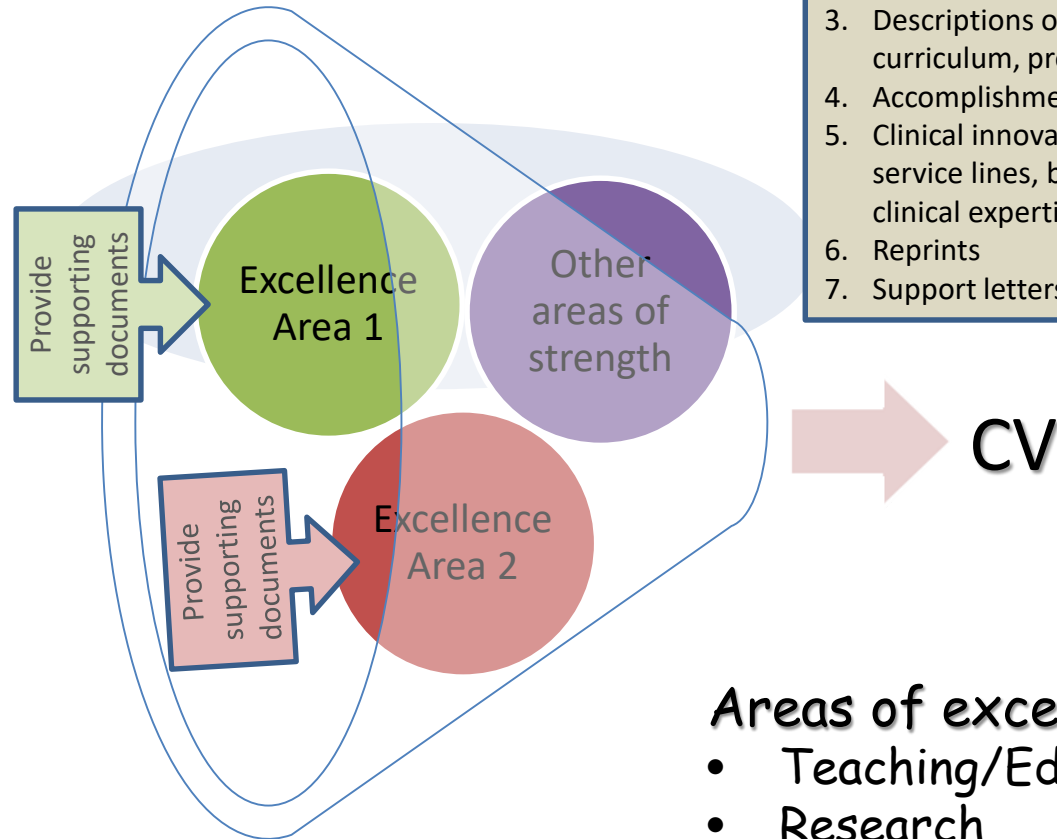 3. Descriptions o
curriculum, pr
4. Accomplishme
5. Clinical innova
service lines, b
clinical experti
6. Reprints
7. Support letters
Provide
supporting
documents
Excellence
Area 1
Other
areas of
strength
Provide
supporting
documents
Excellence
Area 2
CV
Areas of exce
• Teaching/Ed
• Research